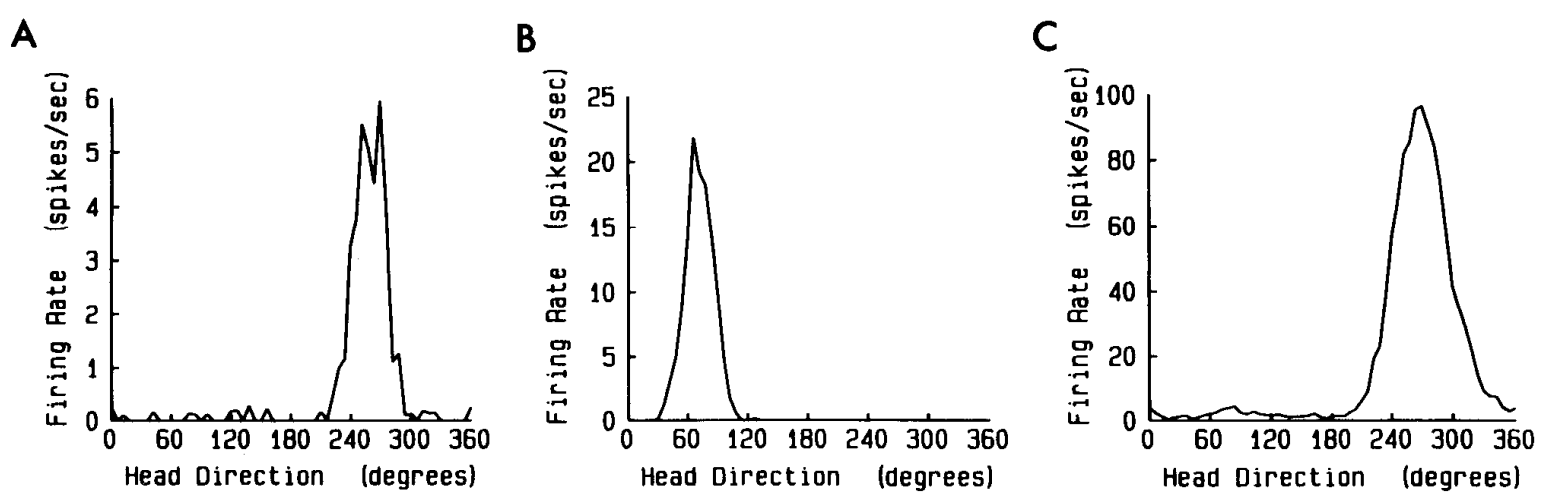 A
Firing Rate (spikes/sec)
6
5
4
3
2
1
0
0 60 120 180 240 300 360
Head Direction (degrees)
B
Firing Rate (spikes/sec)
25
20
15
10
5
0
0 60 120 180 240 300 360
Head Direction (degrees)
C
Firing Rate (spikes/sec)
100
80
60
40
20
0
0 60 120 180 240 300 360
Head Direction (degrees)